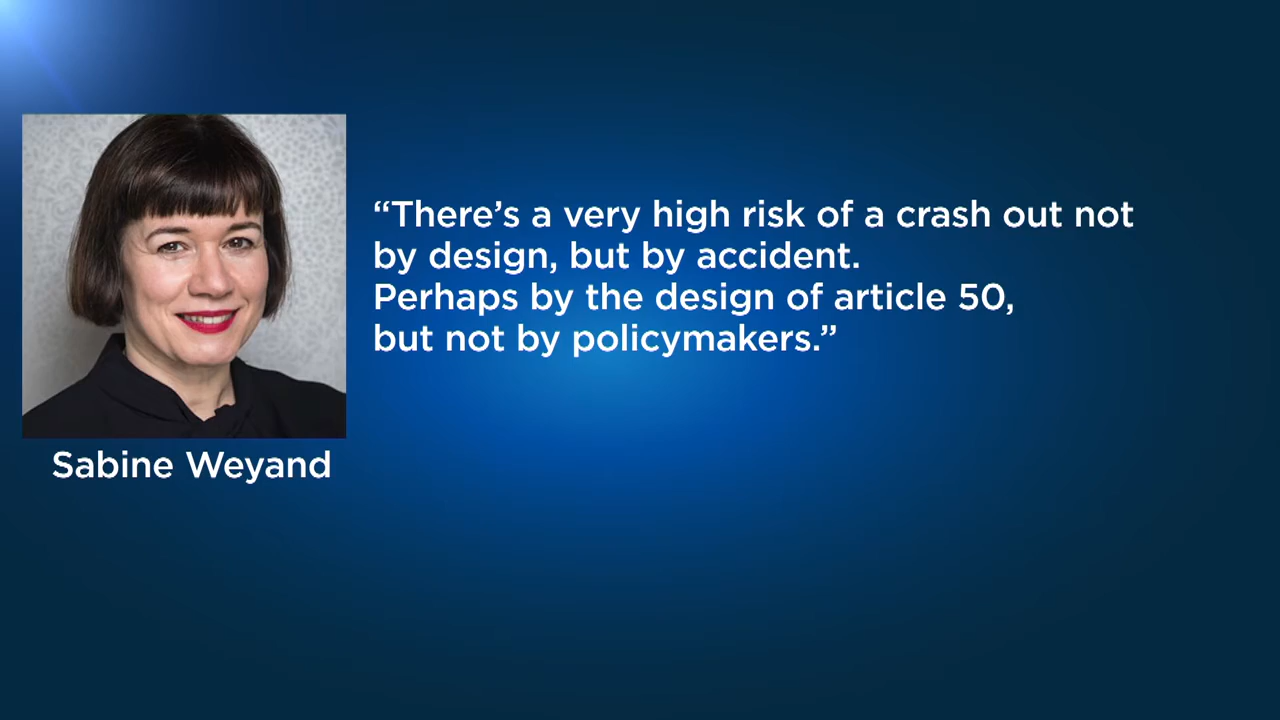 “There’s a very high risk of a crash out not
by design, but by accident.
Perhaps by the design of article 50,
but not by policymakers.”
Sabine Weyand